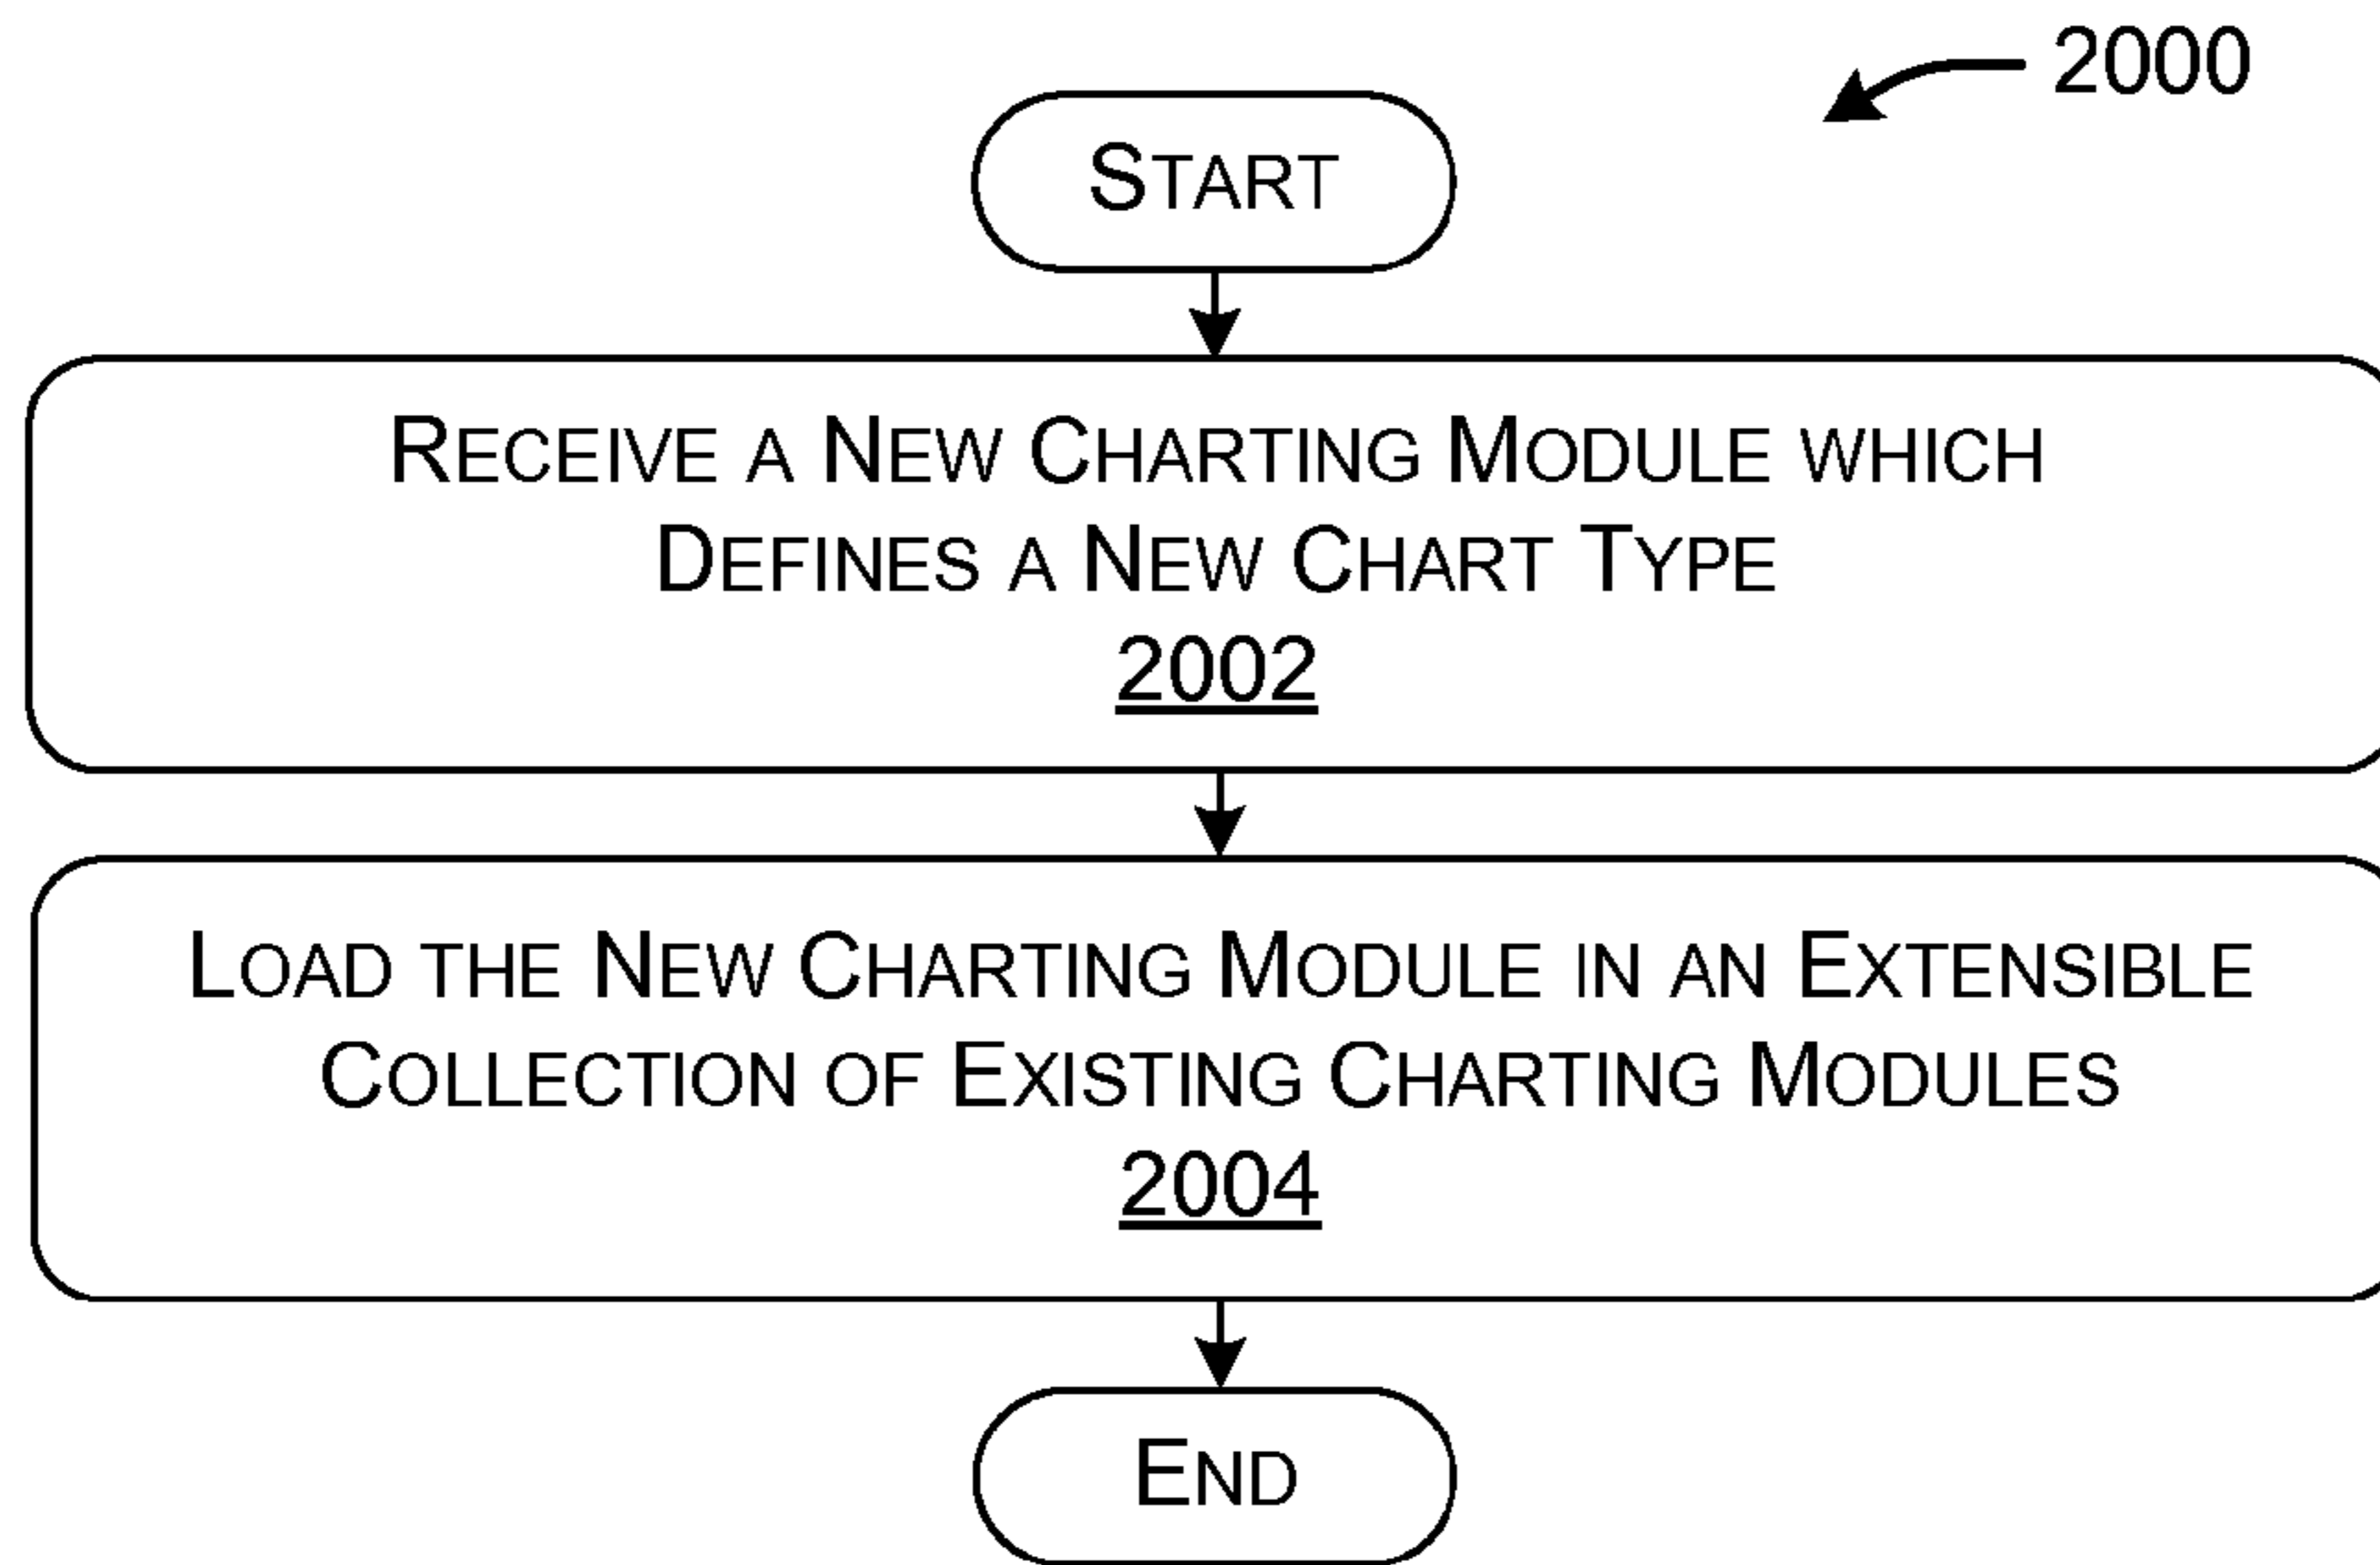 2000
START
RECEIVE A NEW CHARTING MODULE WHICH
DEFINES A NEW CHART TYPE
2002
LOAD THE NEW CHARTING MODULE IN AN EXTENSIBLE
COLLECTION OF EXISTING CHARTING MODULES
2004
END